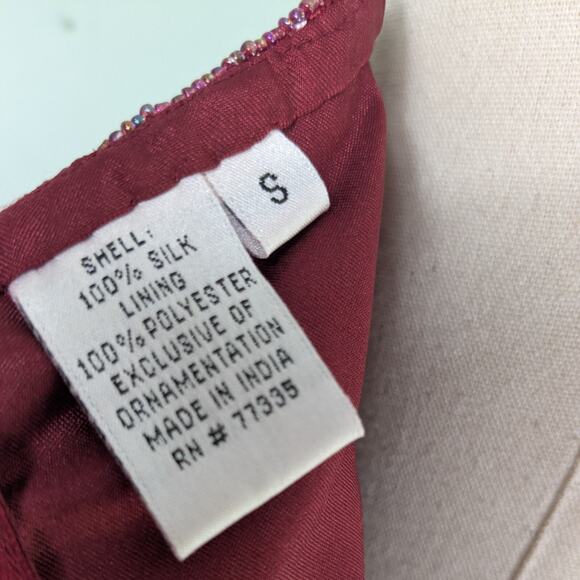 S
SHELL:
100% SILK
LINING
100% POLYESTER
EXCLUSIVE OF
ORNAMENTATION
MADE IN INDIA
RN # 77335